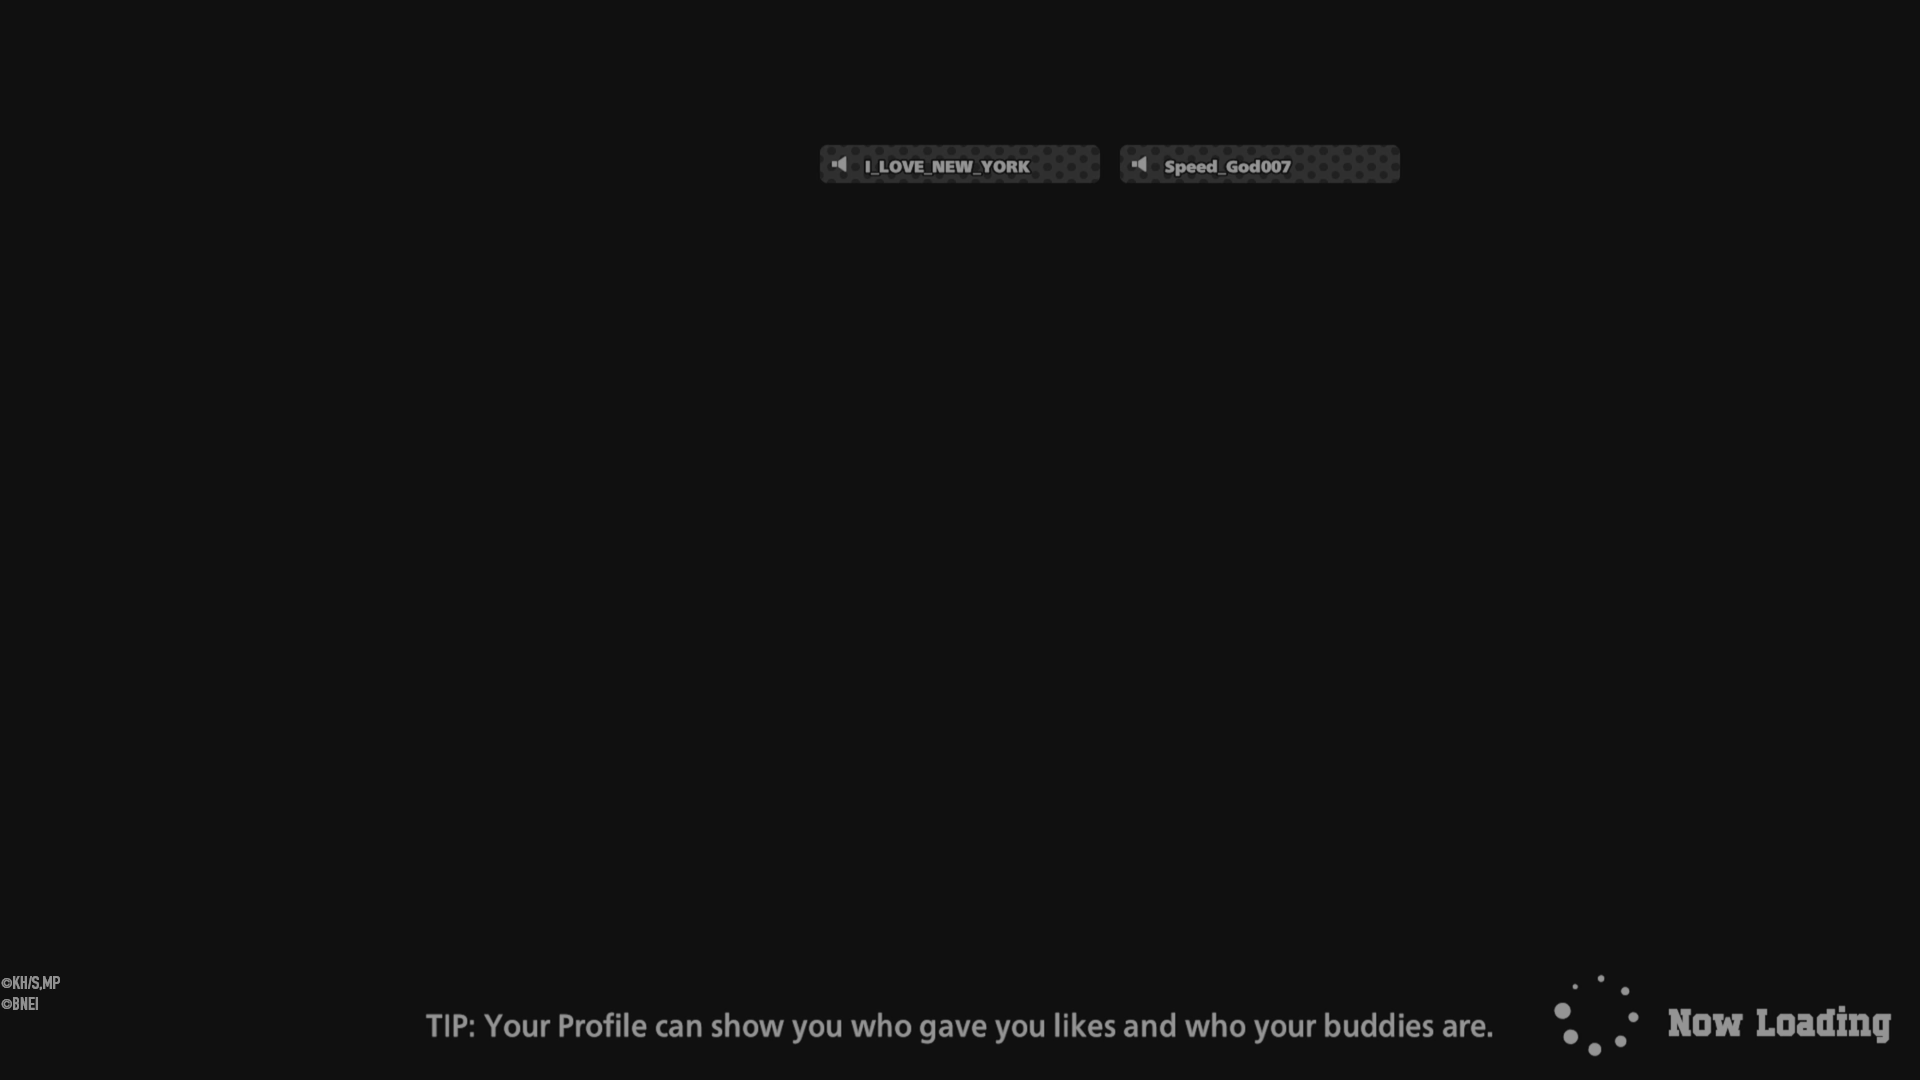 I_LOVE_NEW_YORK
Speed_God007
©KH/S,MP
©BNEI
TIP: Your Profile can show you who gave you likes and who your buddies are.
Now Loading